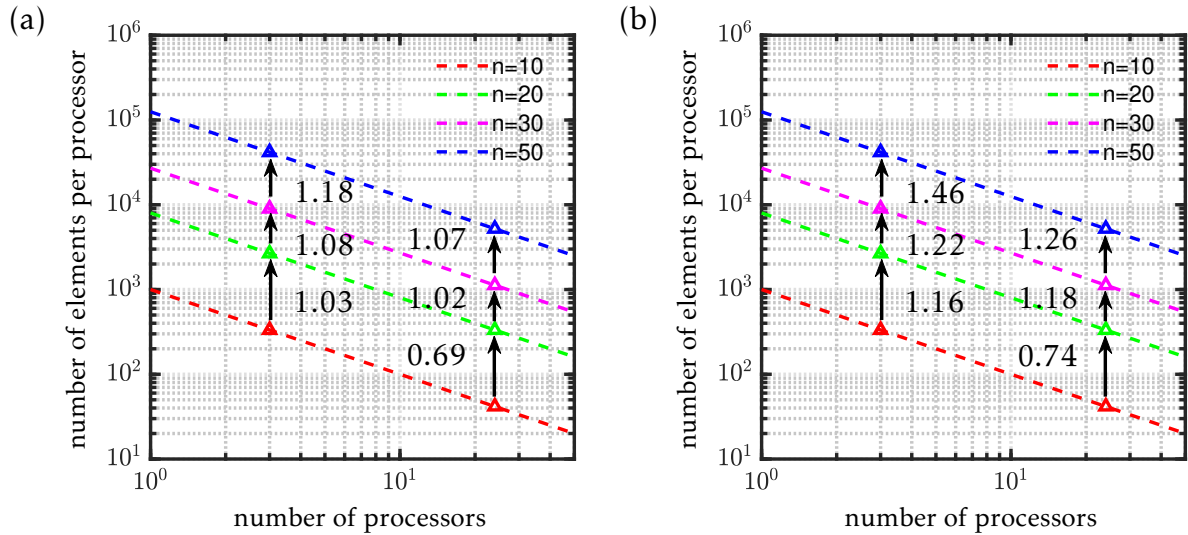 (a)
number of elements per processor
10^6
10^5
10^4
10^3
10^2
10^1
n=10
n=20
n=30
n=50
1.18
1.08
1.03
1.07
1.02
0.69
10^0
10^1
number of processors
(b)
number of elements per processor
10^6
10^5
10^4
10^3
10^2
10^1
n=10
n=20
n=30
n=50
1.46
1.22
1.16
1.26
1.18
0.74
10^0
10^1
number of processors